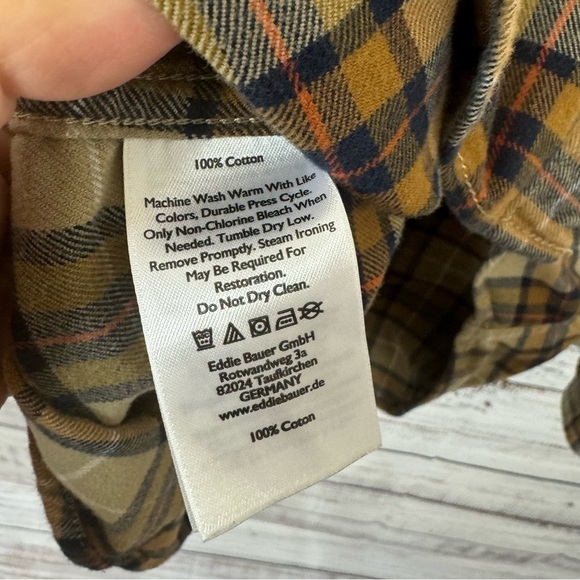 100% Cotton
Machine Wash Warm With Like
Colors, Durable Press Cycle.
Only Non-Chlorine Bleach When
Needed. Tumble Dry Low.
Remove Promptly. Steam Ironing
May Be Required For
Restoration.
Do Not Dry Clean.
Eddie Bauer GmbH
Rotwandweg 3a
82024 Taufkirchen
GERMANY
www.eddiebauer.de
100% Coton